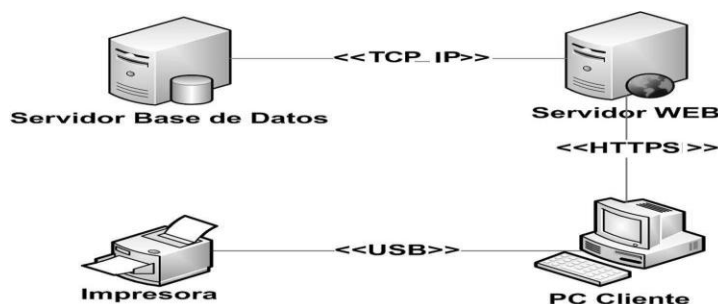 <<TCP_IP>>
Servidor Base de Datos
Servidor WEB
<<HTTPS>>
<<USB>>
Impresora
PC Cliente